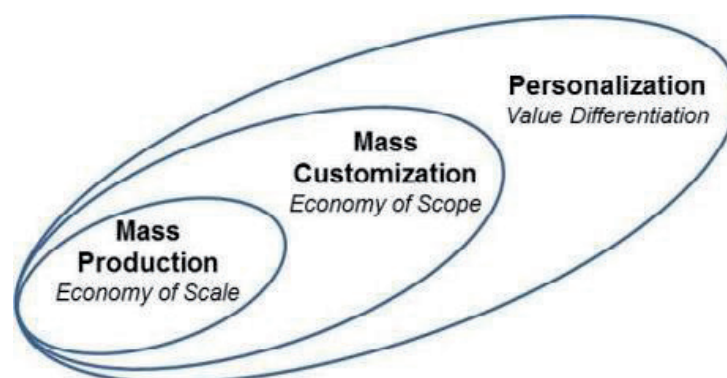 Personalization
Value Differentiation
Mass
Customization
Economy of Scope
Mass
Production
Economy of Scale